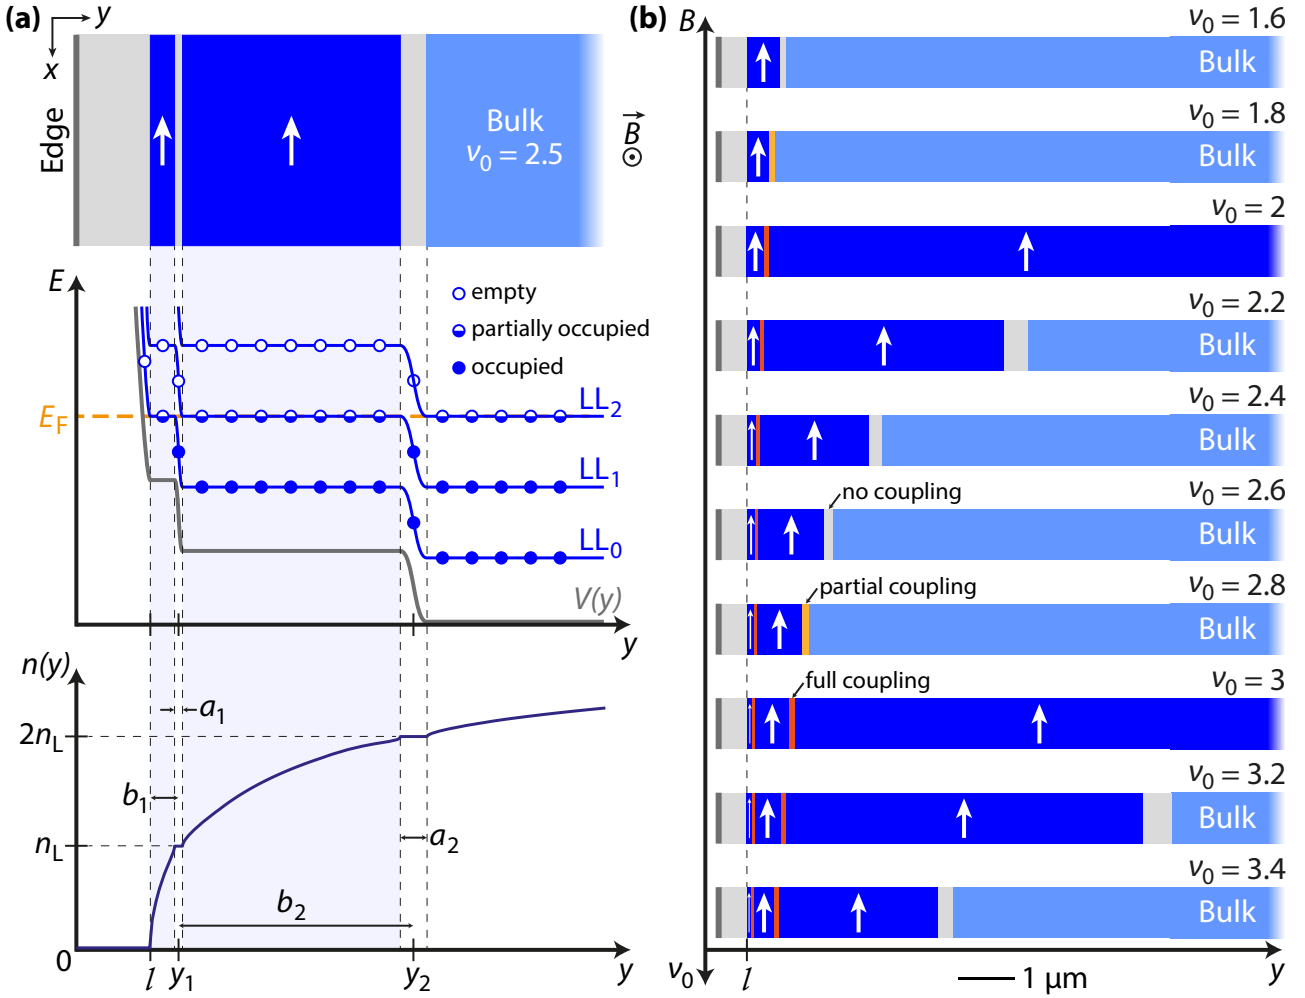 (a)
y
x
Edge
Bulk
ν0 = 2.5
B
E
empty
partially occupied
occupied
EF
LL2
LL1
LL0
V(y)
y
n(y)
a1
2nL
b1
nL
a2
b2
0
l
y1
y2
y
(b)
B
ν0 = 1.6
Bulk
ν0 = 1.8
Bulk
ν0 = 2
ν0 = 2.2
Bulk
ν0 = 2.4
Bulk
no coupling
ν0 = 2.6
Bulk
partial coupling
ν0 = 2.8
Bulk
full coupling
ν0 = 3
ν0 = 3.2
Bulk
ν0 = 3.4
Bulk
ν0
l
1 µm
y